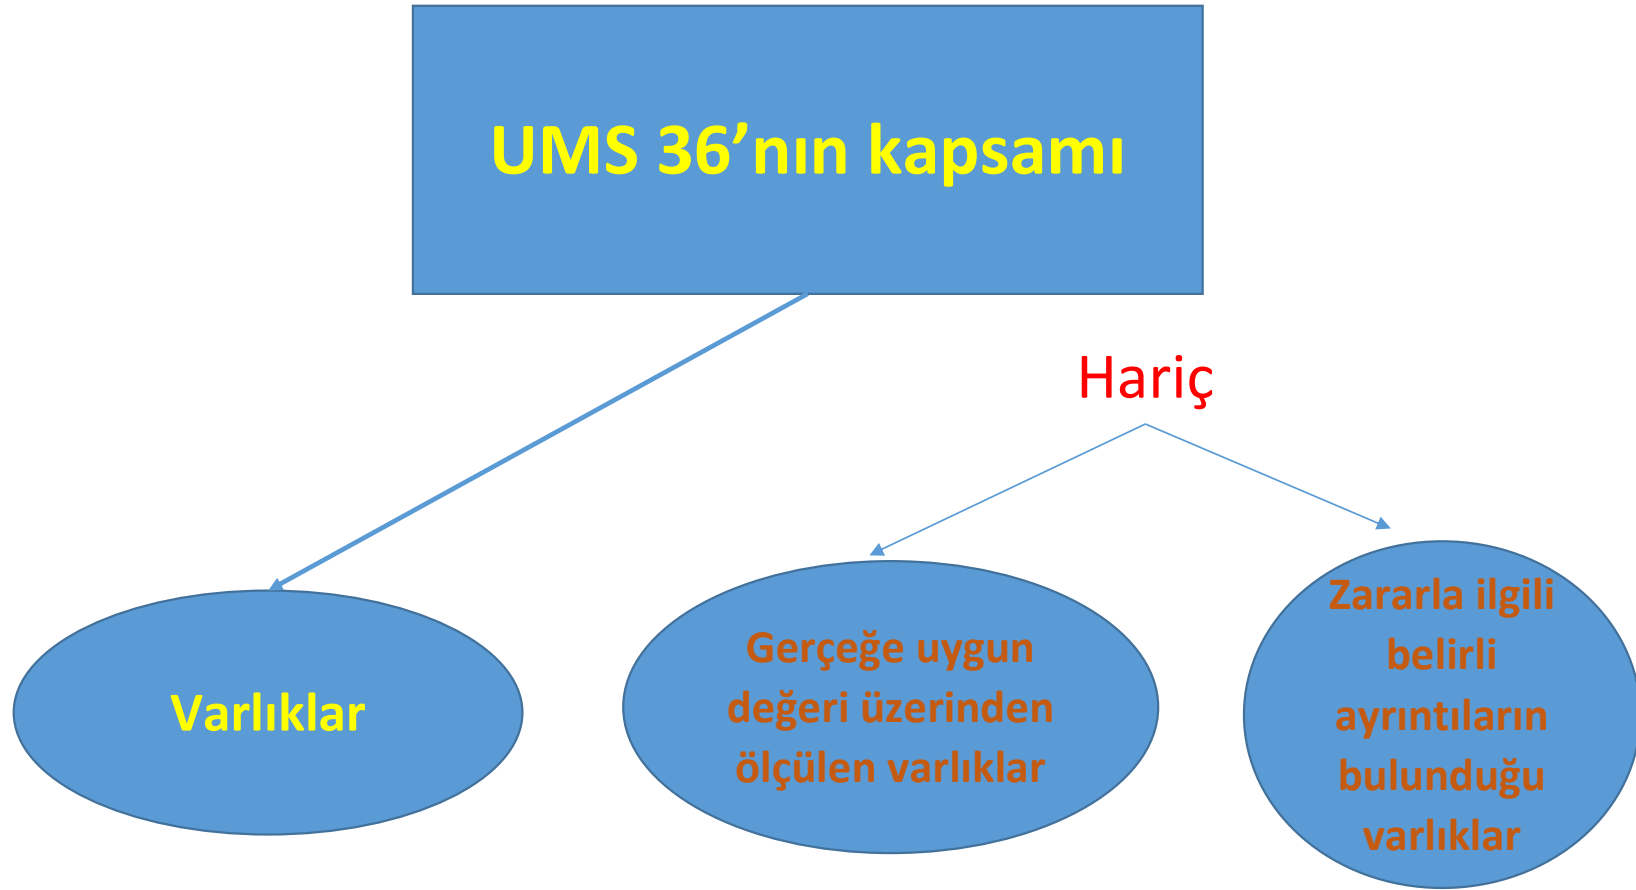 UMS 36’nın kapsamı
Hariç
Varlıklar
Gerçeğe uygun
değeri üzerinden
ölçülen varlıklar
Zararla ilgili
belirli
ayrıntıların
bulunduğu
varlıklar